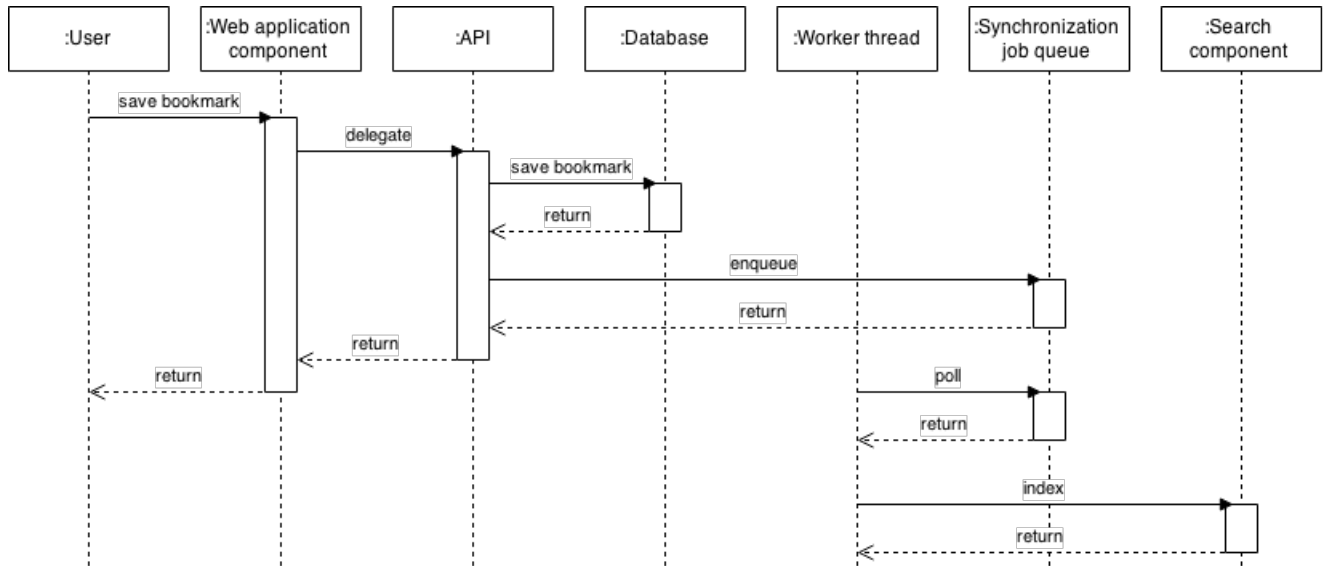 :User
:Web application
component
:API
:Database
:Worker thread
:Synchronization
job queue
:Search
component
save bookmark
delegate
save bookmark
return
enqueue
return
return
return
poll
return
index
return